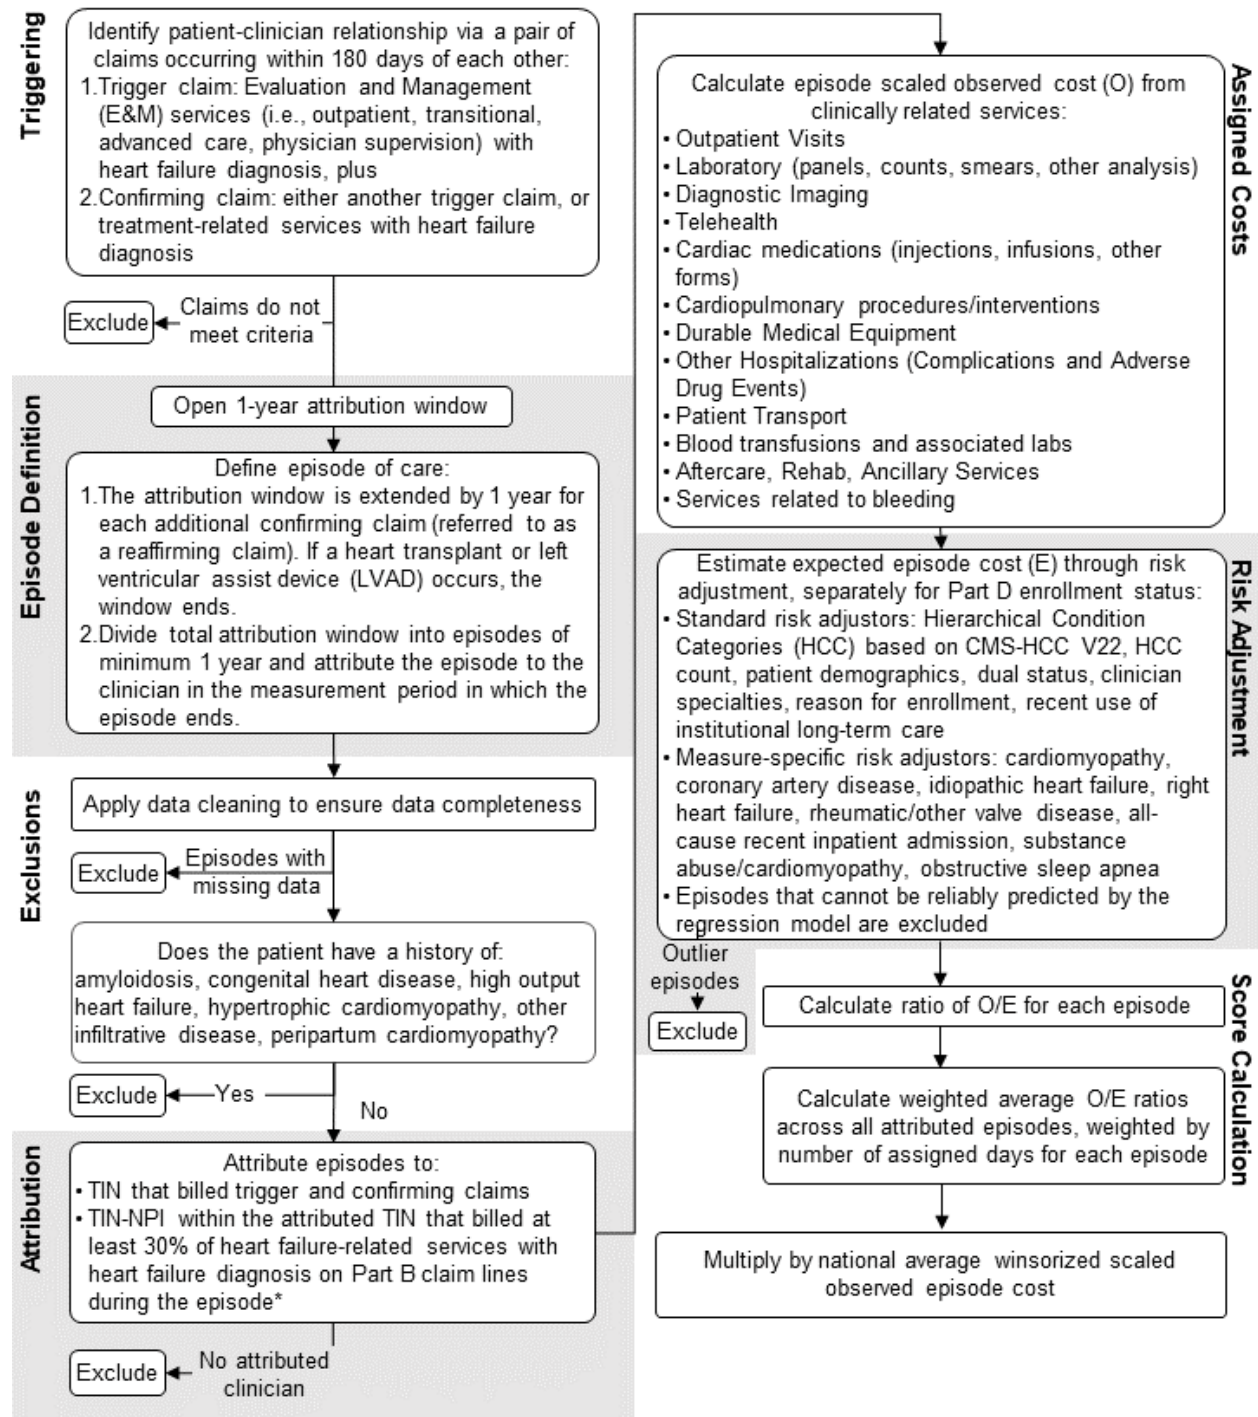 Triggering
Identify patient-clinician relationship via a pair of
claims occurring within 180 days of each other:
1.Trigger claim: Evaluation and Management
(E&M) services (i.e., outpatient, transitional,
advanced care, physician supervision) with
heart failure diagnosis, plus
2.Confirming claim: either another trigger claim, or
treatment-related services with heart failure
diagnosis
Exclude
Claims do not
meet criteria
Episode Definition
Open 1-year attribution window
Define episode of care:
1.The attribution window is extended by 1 year for
each additional confirming claim (referred to as
a reaffirming claim). If a heart transplant or left
ventricular assist device (LVAD) occurs, the
window ends.
2.Divide total attribution window into episodes of
minimum 1 year and attribute the episode to the
clinician in the measurement period in which the
episode ends.
Exclusions
Apply data cleaning to ensure data completeness
Exclude
Episodes with
missing data
Does the patient have a history of:
amyloidosis, congenital heart disease, high output
heart failure, hypertrophic cardiomyopathy, other
infiltrative disease, peripartum cardiomyopathy?
Exclude
Yes
No
Attribution
Attribute episodes to:
• TIN that billed trigger and confirming claims
• TIN-NPI within the attributed TIN that billed at
least 30% of heart failure-related services with
heart failure diagnosis on Part B claim lines
during the episode*
Exclude
No attributed
clinician
Assigned Costs
Calculate episode scaled observed cost (O) from
clinically related services:
• Outpatient Visits
• Laboratory (panels, counts, smears, other analysis)
• Diagnostic Imaging
• Telehealth
• Cardiac medications (injections, infusions, other
forms)
• Cardiopulmonary procedures/interventions
• Durable Medical Equipment
• Other Hospitalizations (Complications and Adverse
Drug Events)
• Patient Transport
• Blood transfusions and associated labs
• Aftercare, Rehab, Ancillary Services
• Services related to bleeding
Risk Adjustment
Estimate expected episode cost (E) through risk
adjustment, separately for Part D enrollment status:
• Standard risk adjustors: Hierarchical Condition
Categories (HCC) based on CMS-HCC V22, HCC
count, patient demographics, dual status, clinician
specialties, reason for enrollment, recent use of
institutional long-term care
• Measure-specific risk adjustors: cardiomyopathy,
coronary artery disease, idiopathic heart failure, right
heart failure, rheumatic/other valve disease, all-
cause recent inpatient admission, substance
abuse/cardiomyopathy, obstructive sleep apnea
• Episodes that cannot be reliably predicted by the
regression model are excluded
Outlier
episodes
Exclude
Score Calculation
Calculate ratio of O/E for each episode
Calculate weighted average O/E ratios
across all attributed episodes, weighted by
number of assigned days for each episode
Multiply by national average winsorized scaled
observed episode cost